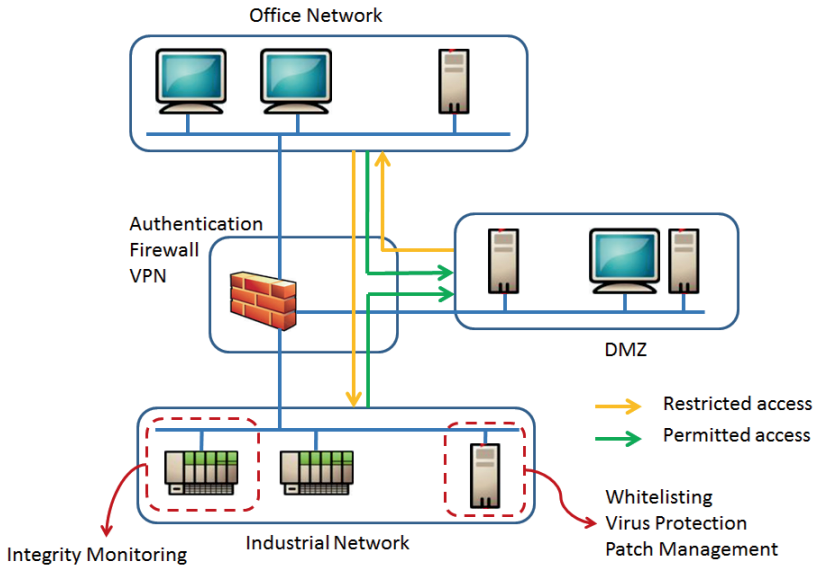 Office Network
Authentication
Firewall
VPN
DMZ
Restricted access
Permitted access
Whitelisting
Virus Protection
Patch Management
Industrial Network
Integrity Monitoring